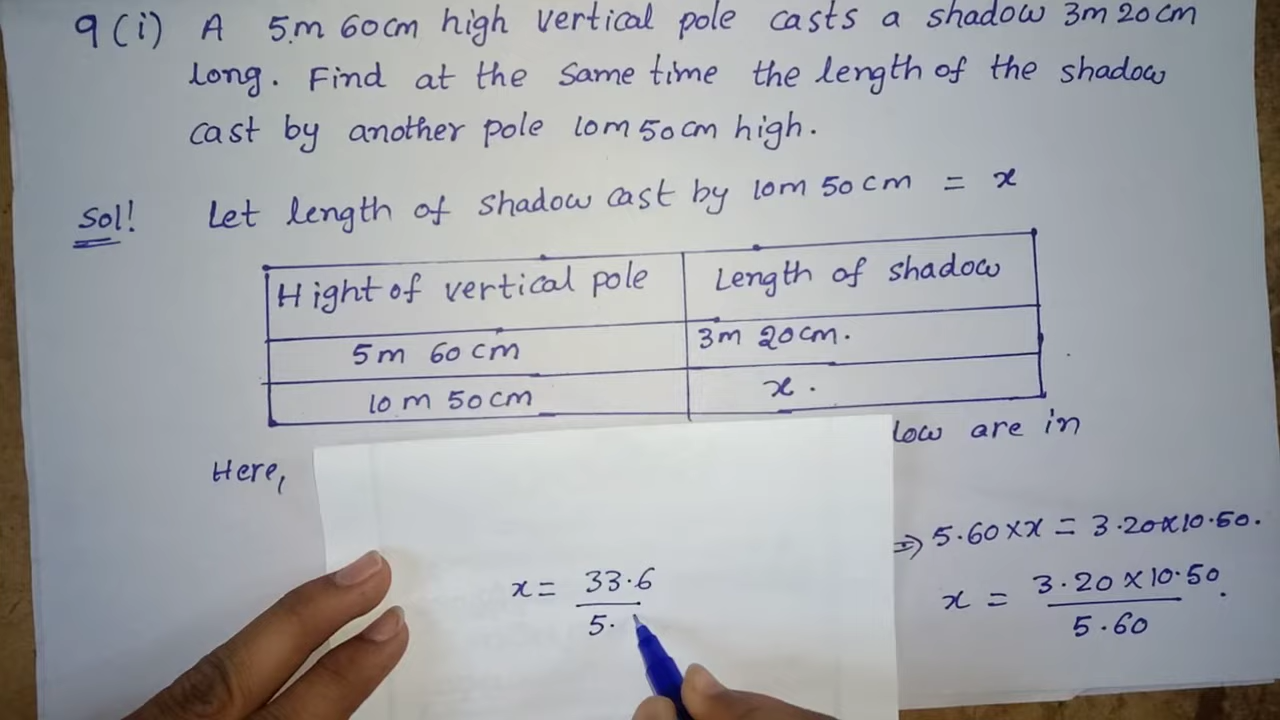 9 (i) A 5.m 60cm high vertical pole casts a shadow 3m 20cm
long. Find at the same time the length of the shadow
cast by another pole 10m 50cm high.
Sol! Let length of shadow cast by 10m 50cm = x
Hight of vertical pole Length of shadow
5m 60cm 3m 20cm.
10m 50cm x.
Here, are in
⇒ 5.60 × x = 3.20 × 10.50.
x = 3.20 × 10.50 / 5.60.
x = 33.6 / 5.